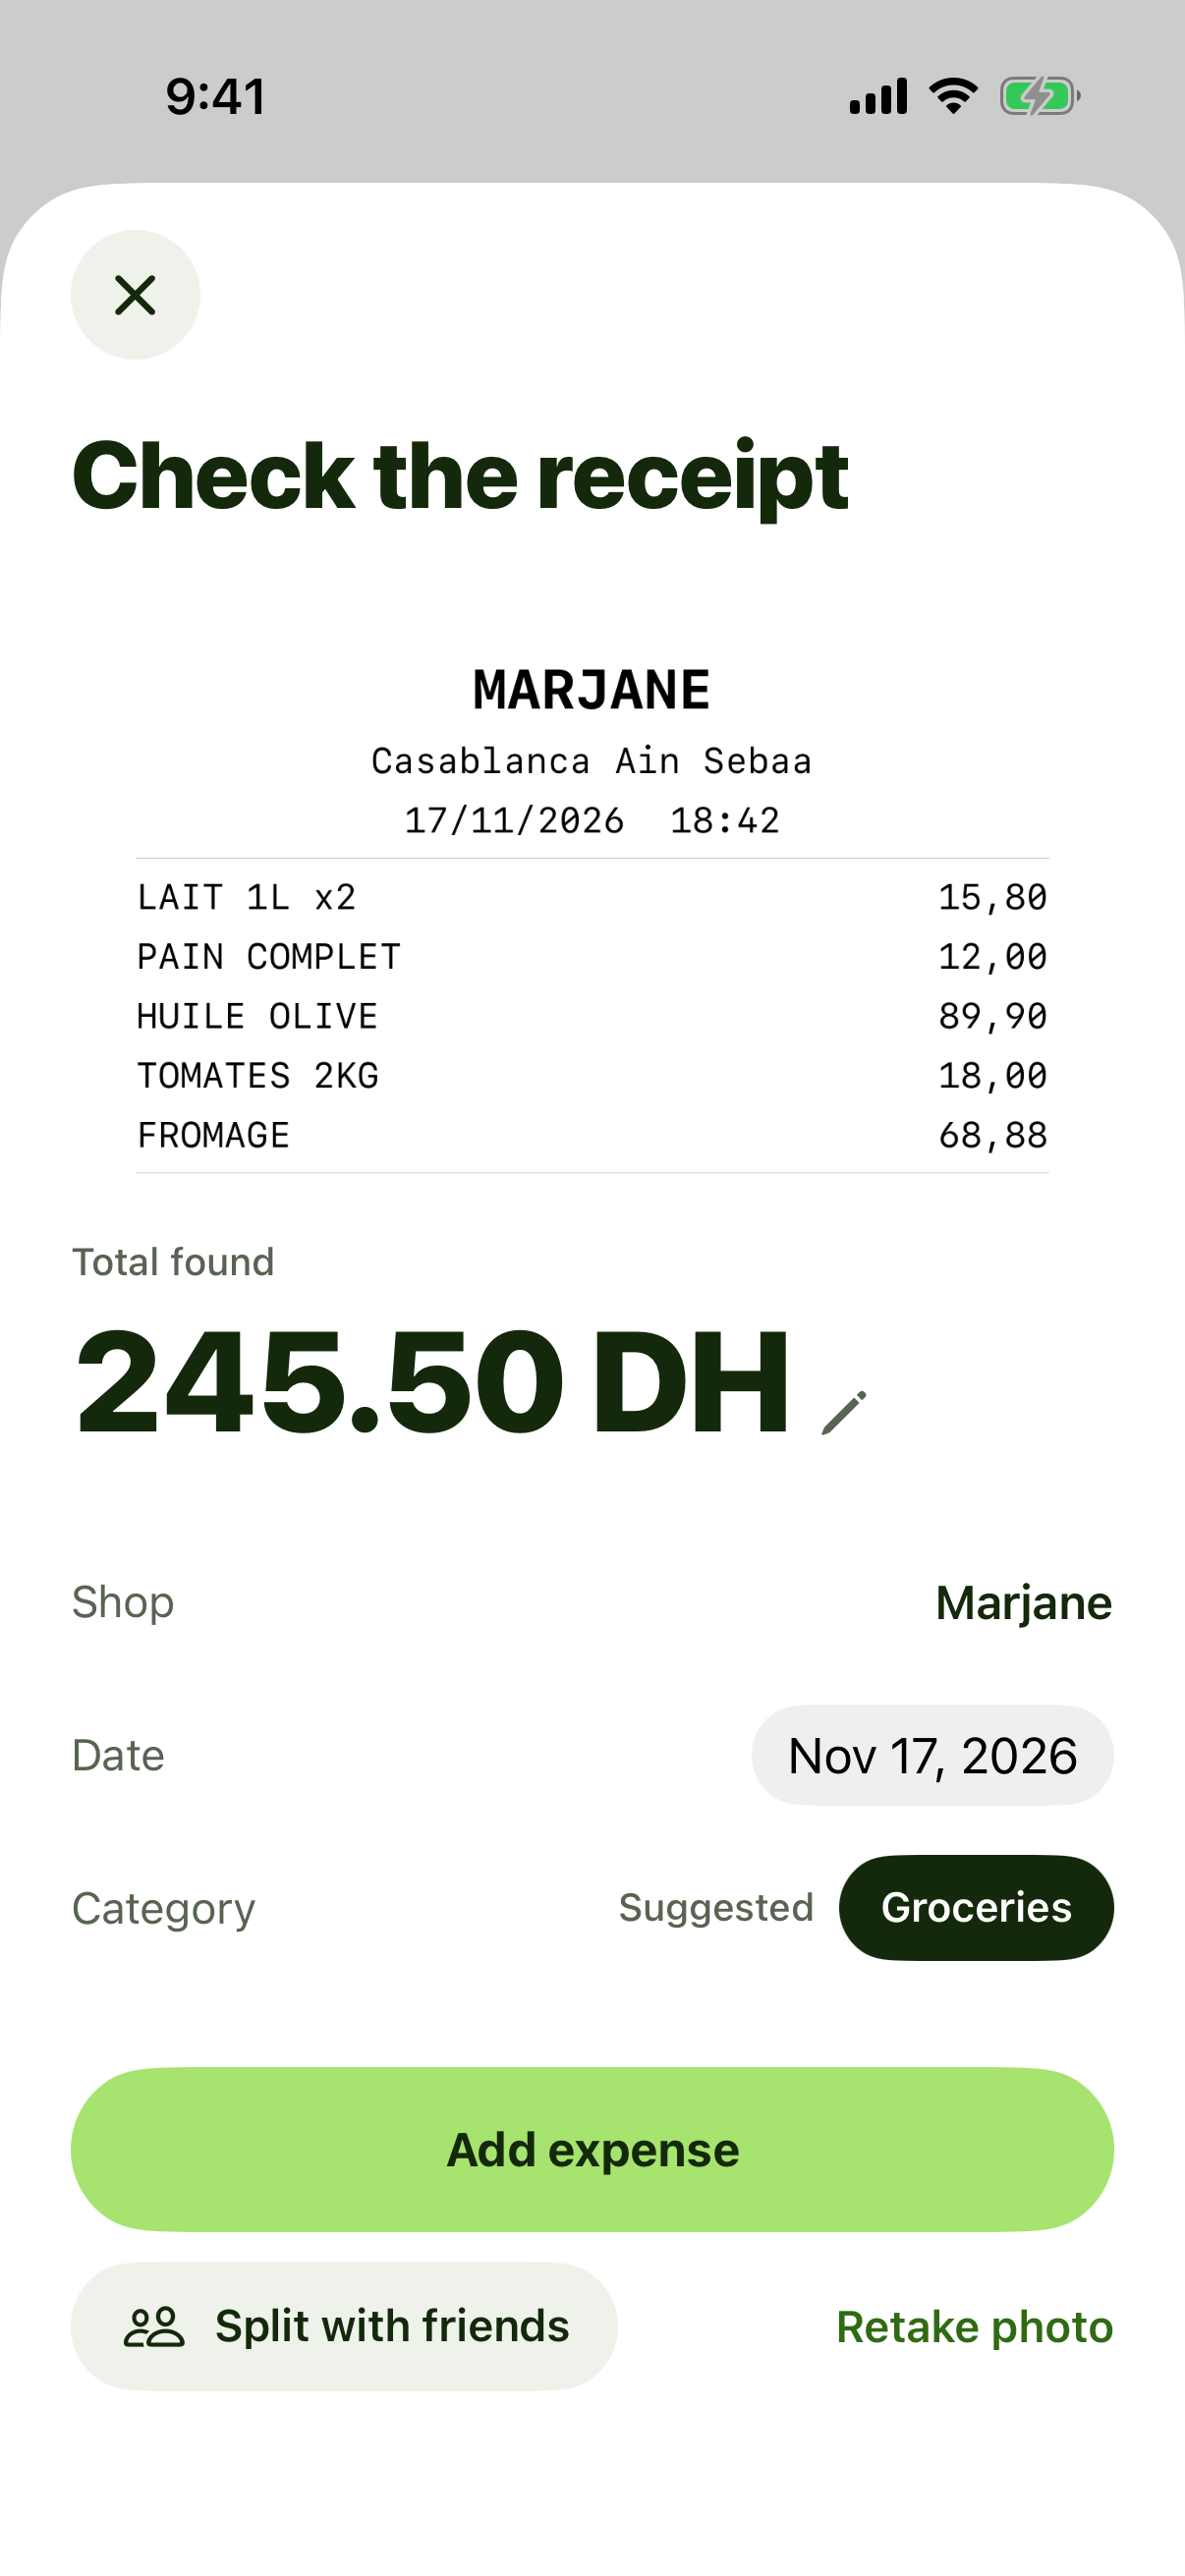 9:41
Check the receipt
MARJANE
Casablanca Ain Sebaa
17/11/2026 18:42
LAIT 1L x2 15,80
PAIN COMPLET 12,00
HUILE OLIVE 89,90
TOMATES 2KG 18,00
FROMAGE 68,88
Total found
245.50 DH
Shop Marjane
Date Nov 17, 2026
Category Suggested Groceries
Add expense
Split with friends Retake photo